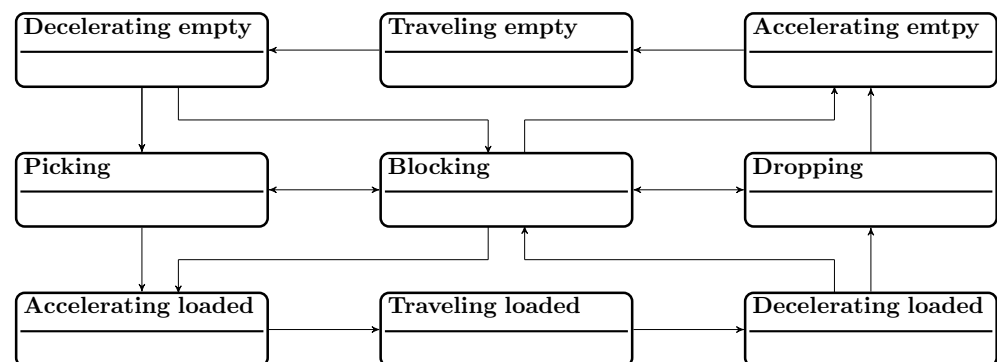 Decelerating empty
Traveling empty
Accelerating emtpy
Picking
Blocking
Dropping
Accelerating loaded
Traveling loaded
Decelerating loaded